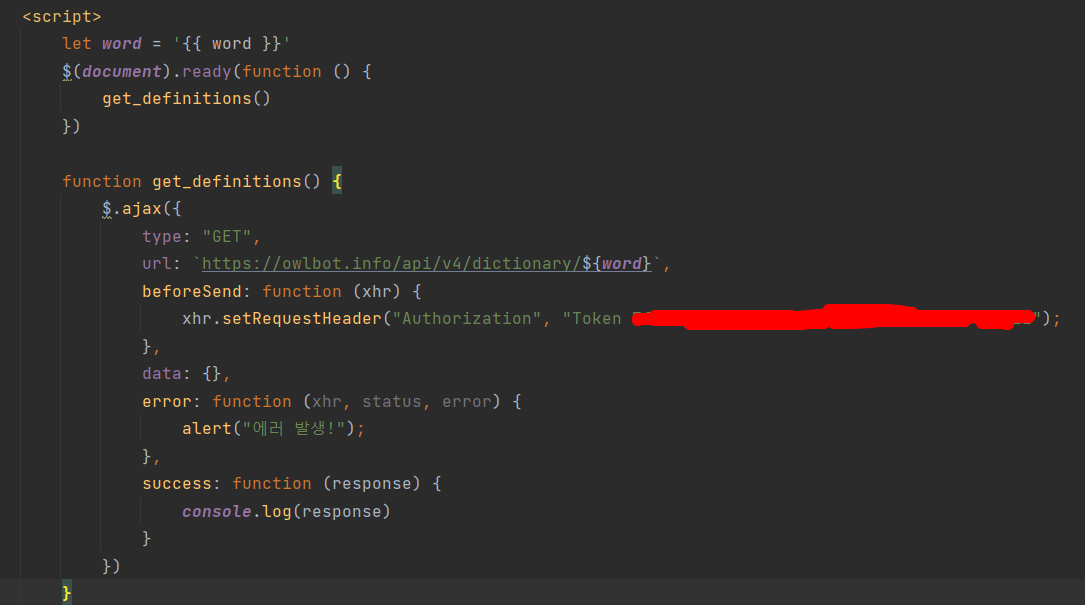 <script>
let word = '{{ word }}'
$(document).ready(function () {
get_definitions()
})
function get_definitions() {
$.ajax({
type: "GET",
url: `https://owlbot.info/api/v4/dictionary/${word}`,
beforeSend: function (xhr) {
xhr.setRequestHeader("Authorization", "Token ");
},
data: {},
error: function (xhr, status, error) {
alert("에러 발생!");
},
success: function (response) {
console.log(response)
}
})
}